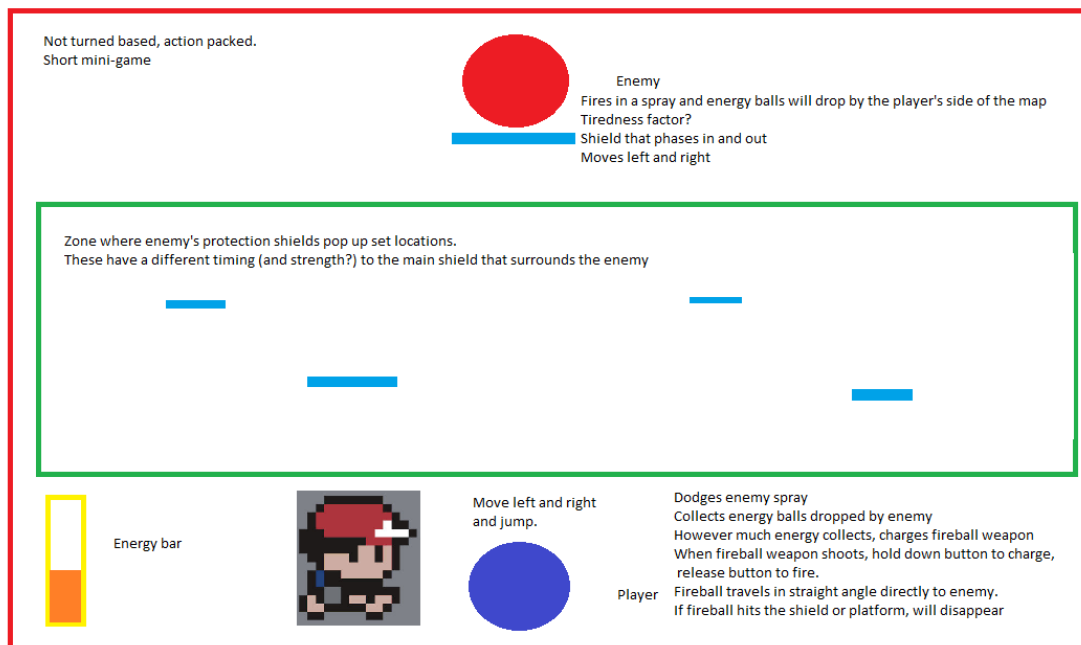 Not turned based, action packed.
Short mini-game
Enemy
Fires in a spray and energy balls will drop by the player's side of the map
Tiredness factor?
Shield that phases in and out
Moves left and right
Zone where enemy's protection shields pop up set locations.
These have a different timing (and strength?) to the main shield that surrounds the enemy
Energy bar
Move left and right
and jump.
Player
Dodges enemy spray
Collects energy balls dropped by enemy
However much energy collects, charges fireball weapon
When fireball weapon shoots, hold down button to charge,
release button to fire.
Fireball travels in straight angle directly to enemy.
If fireball hits the shield or platform, will disappear